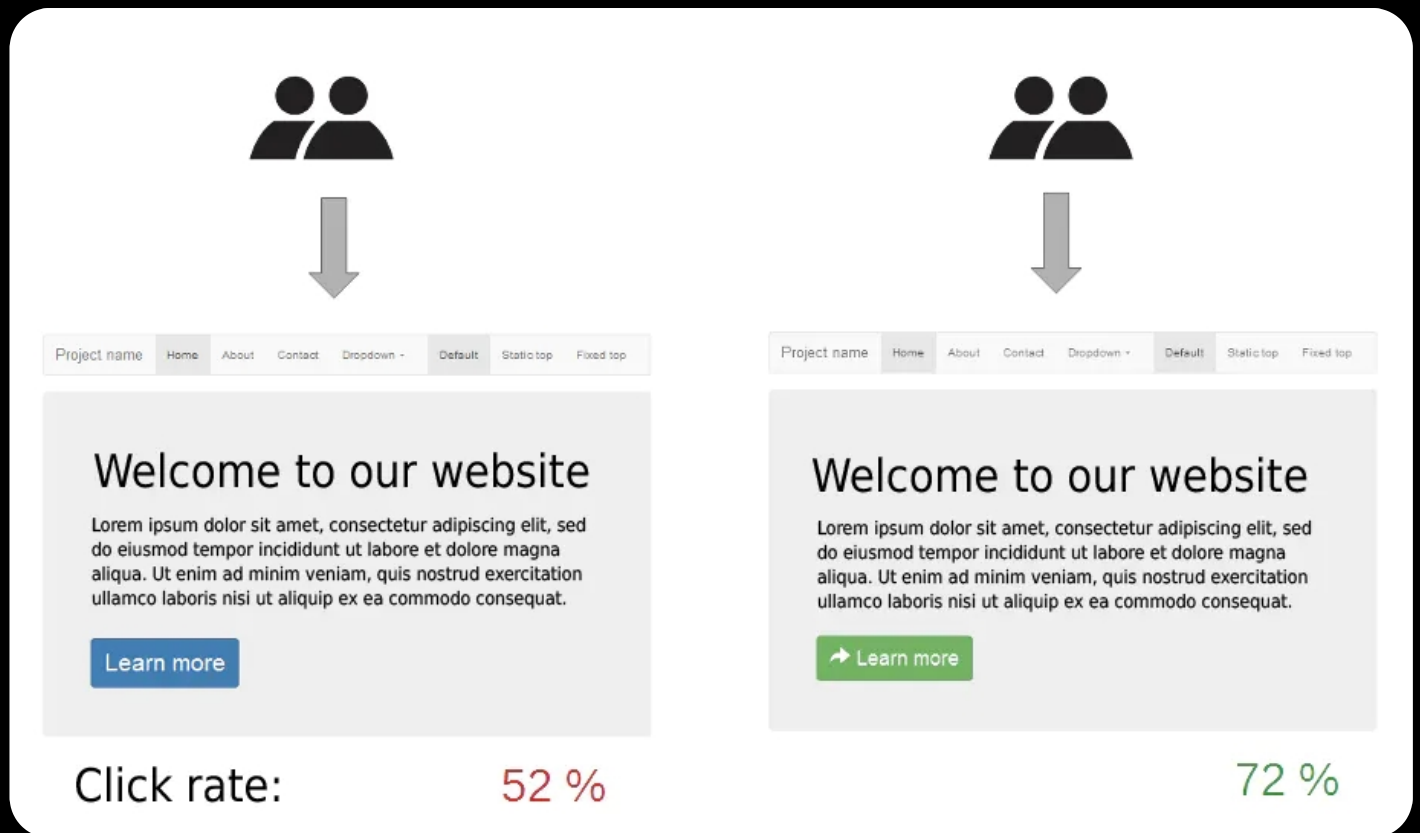 Project name Home About Contact Dropdown Default Static top Fixed top
Welcome to our website
Lorem ipsum dolor sit amet, consectetur adipiscing elit, sed
do eiusmod tempor incididunt ut labore et dolore magna
aliqua. Ut enim ad minim veniam, quis nostrud exercitation
ullamco laboris nisi ut aliquip ex ea commodo consequat.
Learn more
Project name Home About Contact Dropdown Default Static top Fixed top
Welcome to our website
Lorem ipsum dolor sit amet, consectetur adipiscing elit, sed
do eiusmod tempor incididunt ut labore et dolore magna
aliqua. Ut enim ad minim veniam, quis nostrud exercitation
ullamco laboris nisi ut aliquip ex ea commodo consequat.
Learn more
Click rate: 52 % 72 %